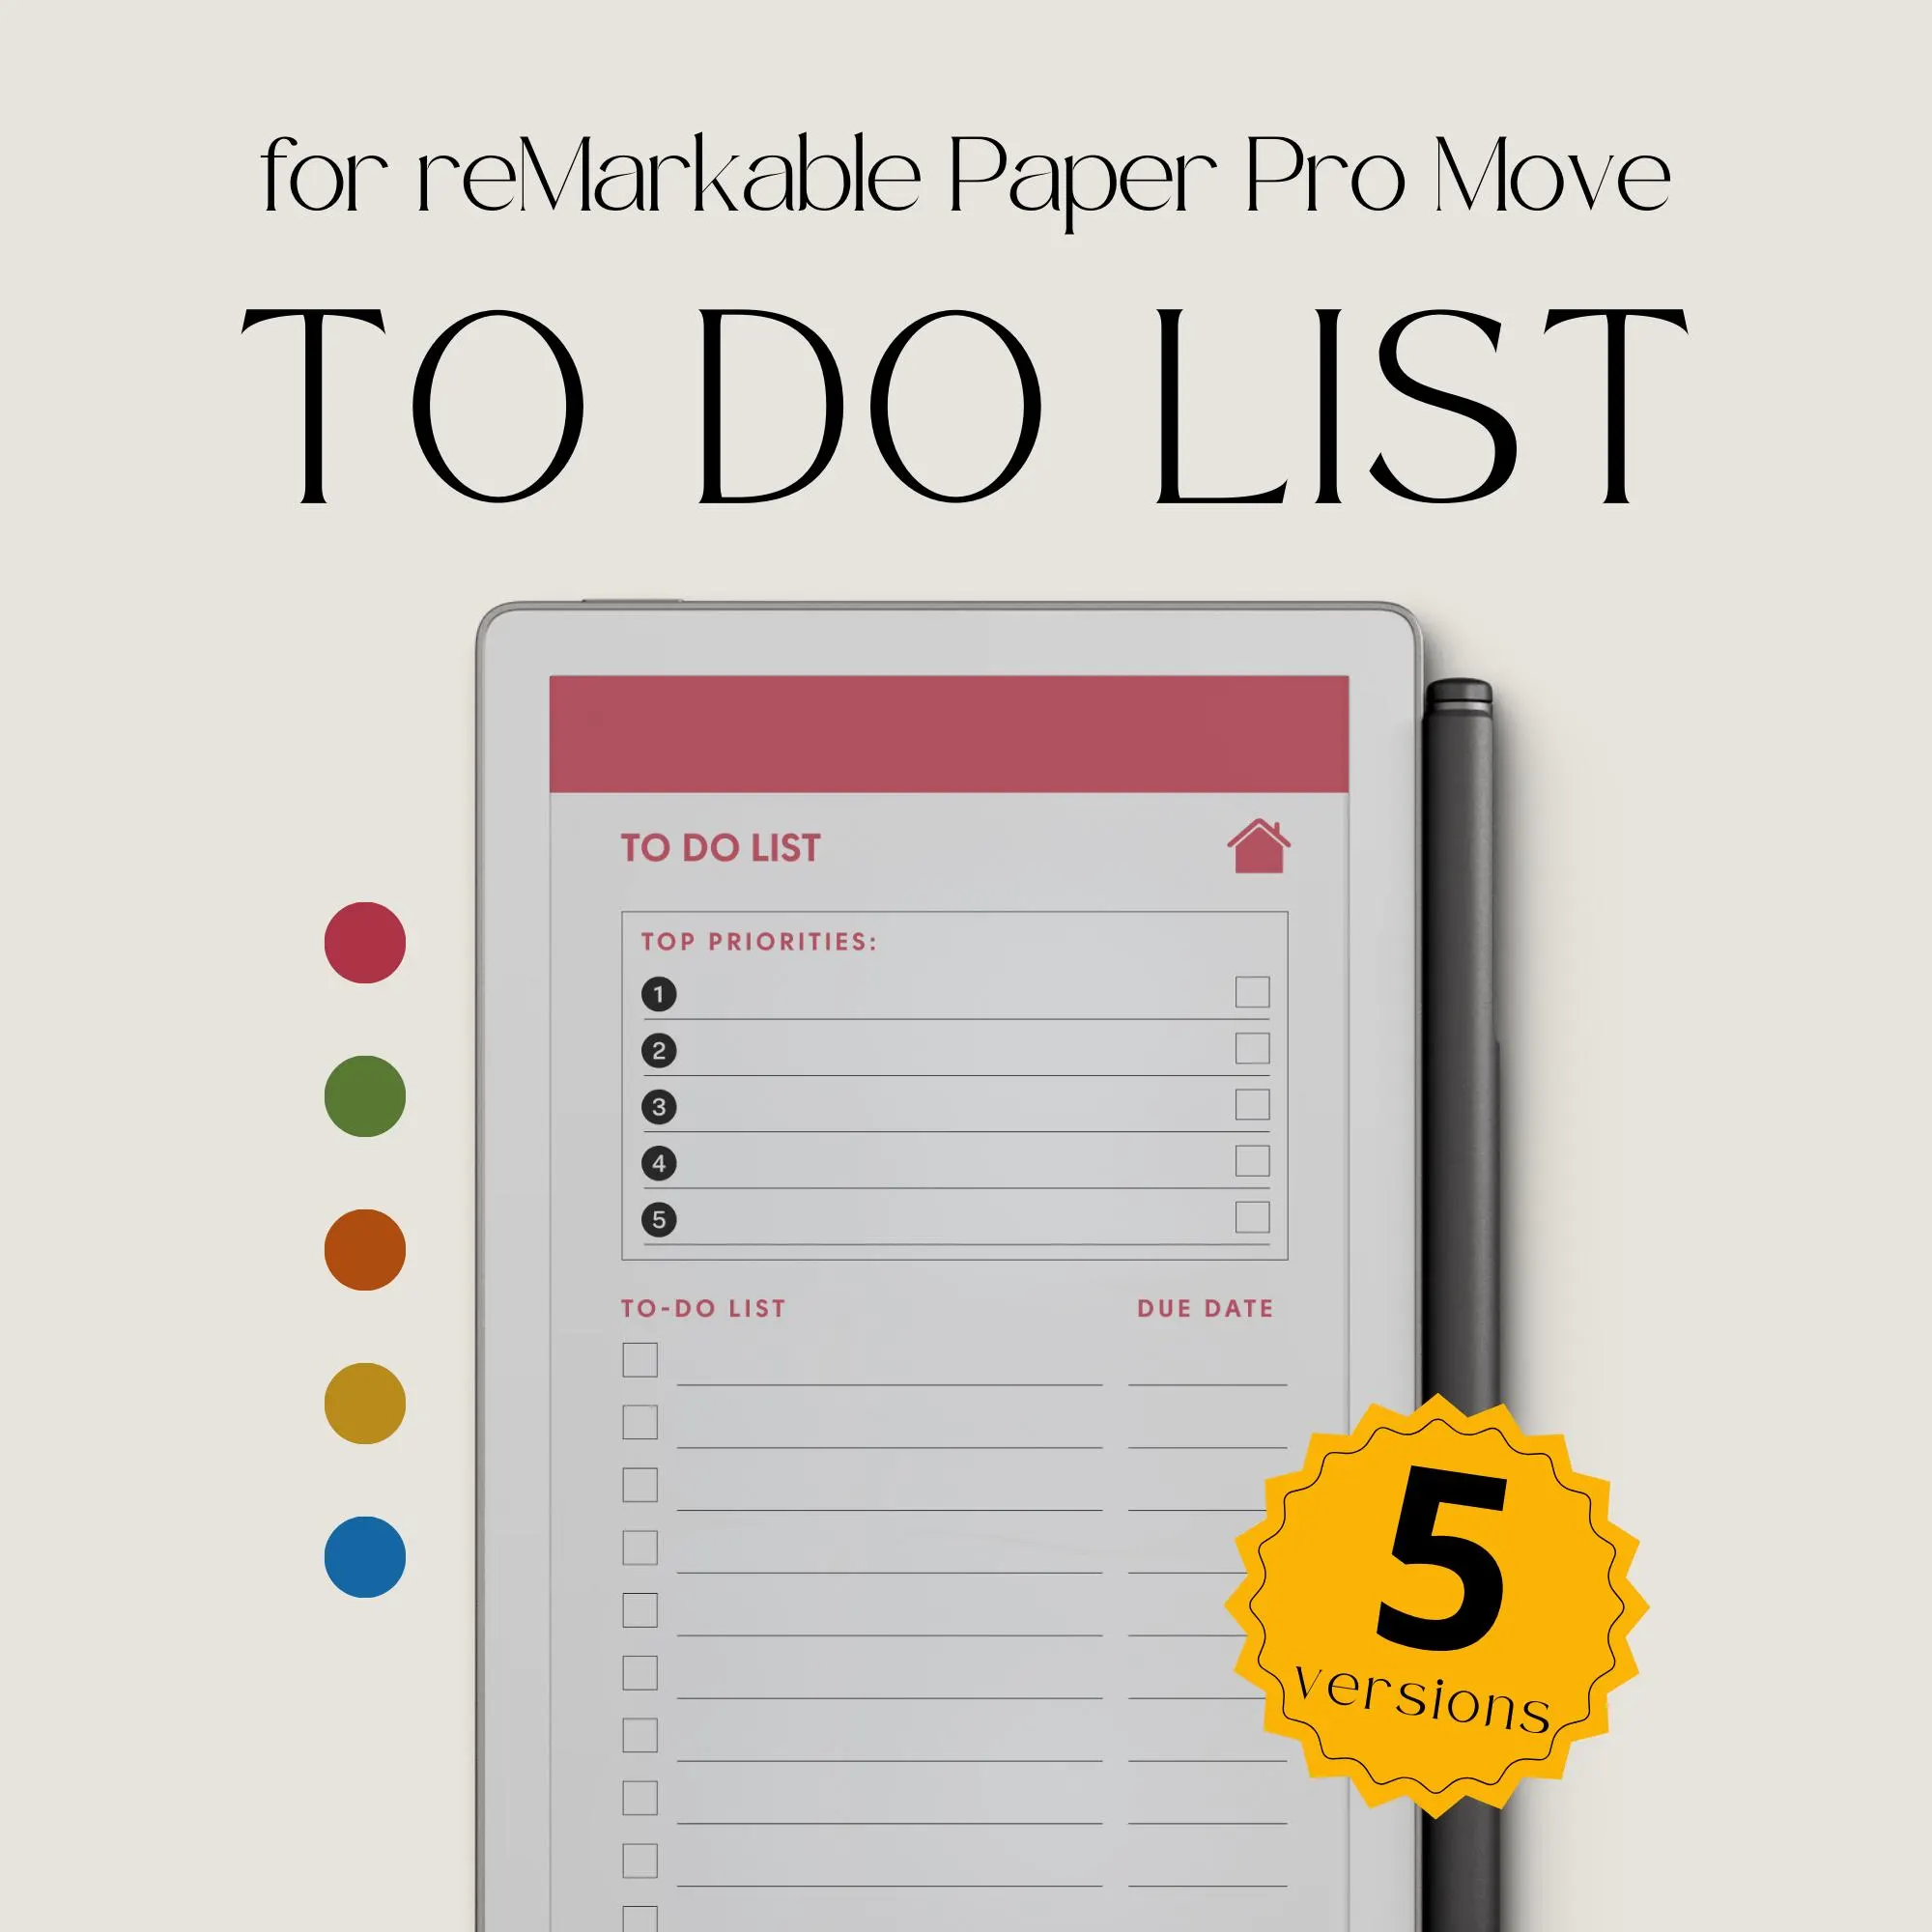 for reMarkable Paper Pro Move
TO DO LIST
TO DO LIST
TOP PRIORITIES:
1
2
3
4
5
TO-DO LIST DUE DATE
5
versions